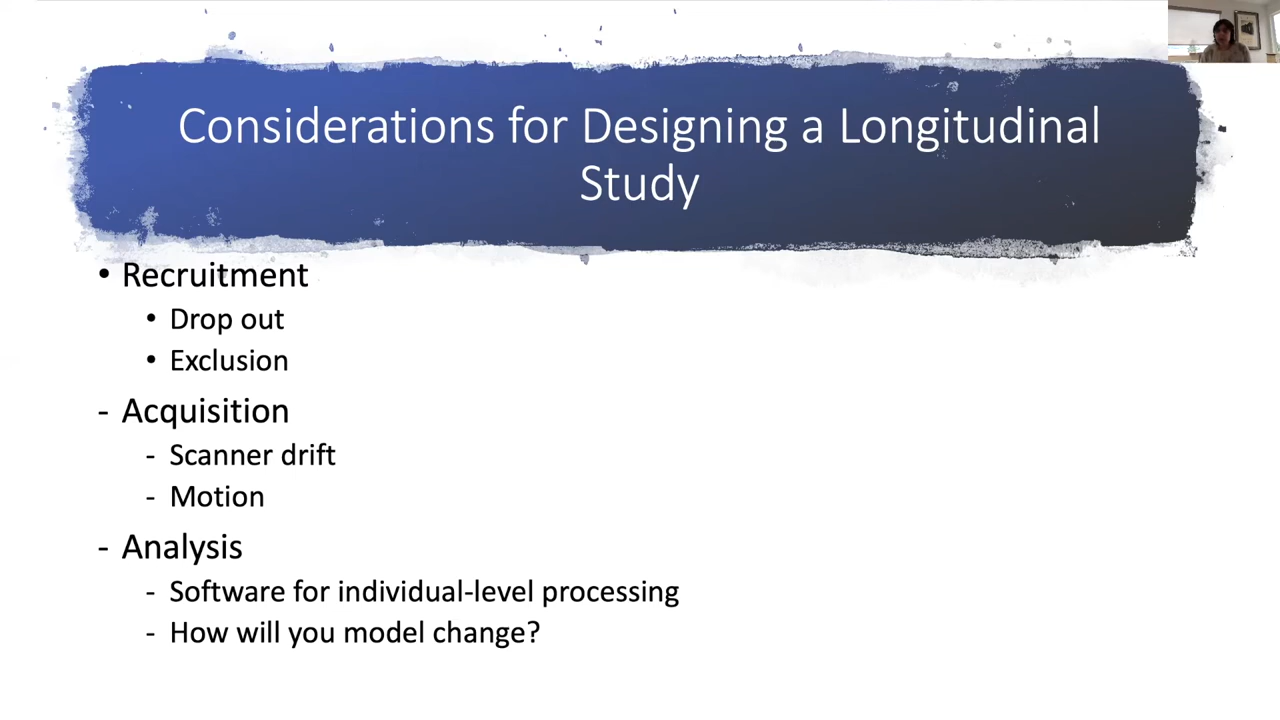 Considerations for Designing a Longitudinal
Study
• Recruitment
• Drop out
• Exclusion
- Acquisition
- Scanner drift
- Motion
- Analysis
- Software for individual-level processing
- How will you model change?